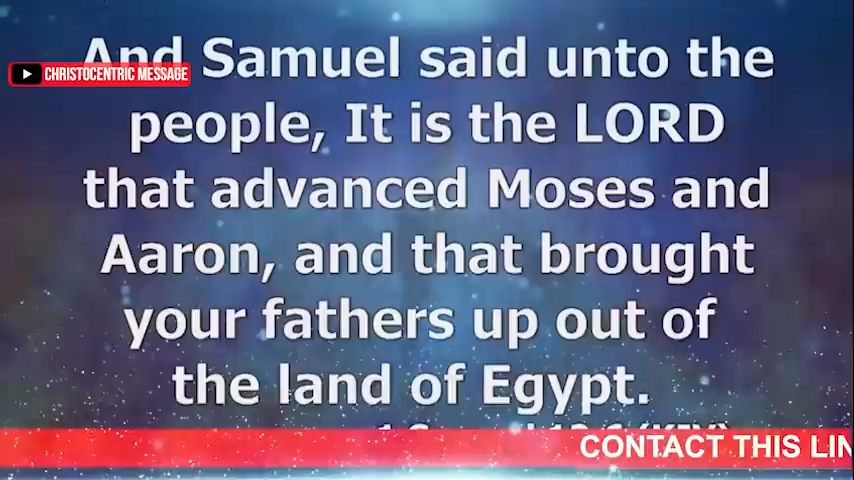 And Samuel said unto the
CHRISTOCENTRIC MESSAGE
people, It is the LORD
that advanced Moses and
Aaron, and that brought
your fathers up out of
the land of Egypt.
CONTACT THIS